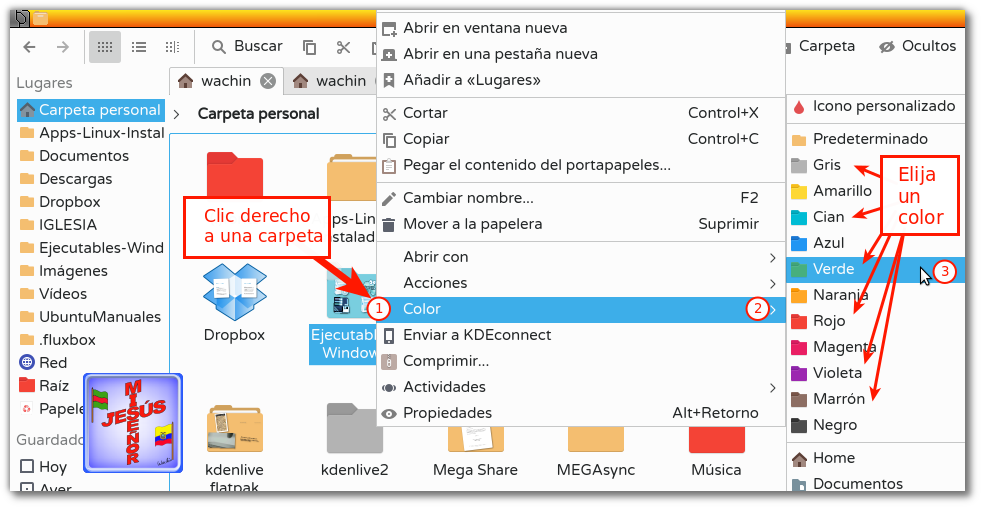 Buscar
Carpeta
Ocultos
Lugares
Carpeta personal
Apps-Linux-Instal
Documentos
Descargas
Dropbox
IGLESIA
Ejecutables-Wind
Imágenes
Vídeos
UbuntuManuales
.fluxbox
Red
Raíz
Papele
Guardado
Hoy
Ayer
wachin
wachin
Carpeta personal
Clic derecho
a una carpeta
ps-Linu
stalad
Dropbox
Ejecutabl
Window
kdenlive
flatpak
kdenlive2
Mega Share
MEGAsync
Música
JESÚS
MI SEÑOR
Abrir en ventana nueva
Abrir en una pestaña nueva
Añadir a «Lugares»
Cortar Control+X
Copiar Control+C
Pegar el contenido del portapapeles...
Cambiar nombre... F2
Mover a la papelera Suprimir
Abrir con
Acciones
1 Color 2
Enviar a KDEconnect
Comprimir...
Actividades
Propiedades Alt+Retorno
Icono personalizado
Predeterminado
Gris
Amarillo
Cian
Azul
Verde
Naranja
Rojo
Magenta
Violeta
Marrón
Negro
Home
Documentos
Elija
un
color
3